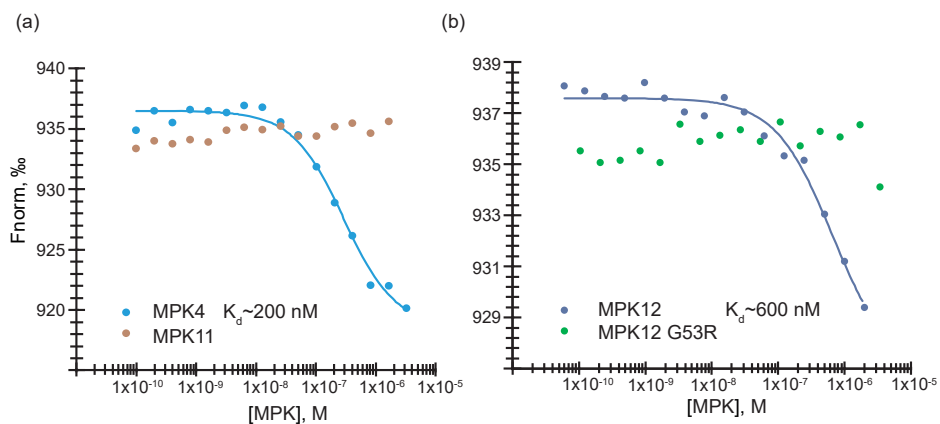 (a)
Fnorm, ‰
940
935
930
925
920
MPK4 K_d~200 nM
MPK11
1x10⁻¹⁰ 1x10⁻⁹ 1x10⁻⁸ 1x10⁻⁷ 1x10⁻⁶ 1x10⁻⁵
[MPK], M
(b)
939
937
935
933
931
929
MPK12 K_d~600 nM
MPK12 G53R
1x10⁻¹⁰ 1x10⁻⁹ 1x10⁻⁸ 1x10⁻⁷ 1x10⁻⁶ 1x10⁻⁵
[MPK], M